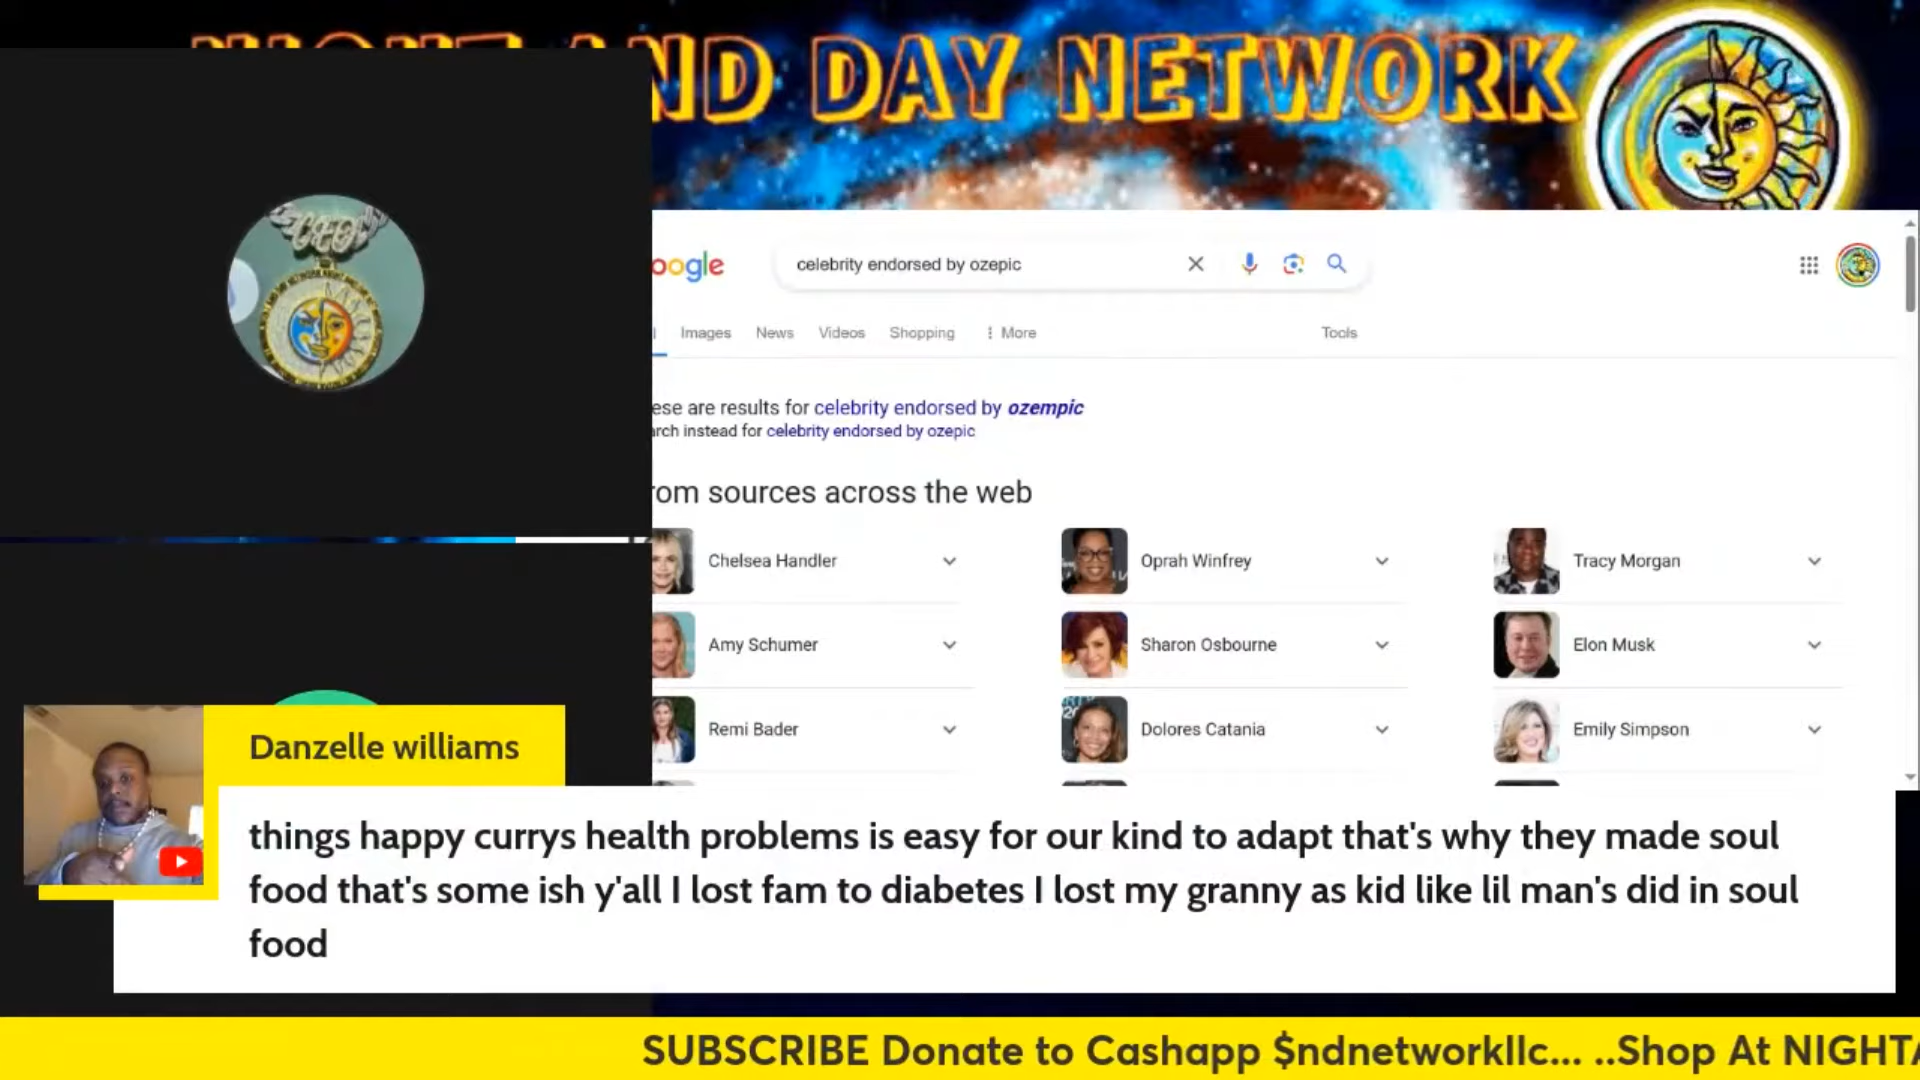 NIGHT AND DAY NETWORK
CEO
oogle
celebrity endorsed by ozepic
Images News Videos Shopping More Tools
ese are results for celebrity endorsed by ozempic
arch instead for celebrity endorsed by ozepic
rom sources across the web
Chelsea Handler Oprah Winfrey Tracy Morgan
Amy Schumer Sharon Osbourne Elon Musk
Remi Bader Dolores Catania Emily Simpson
Danzelle williams
things happy currys health problems is easy for our kind to adapt that's why they made soul
food that's some ish y'all I lost fam to diabetes I lost my granny as kid like lil man's did in soul
food
SUBSCRIBE Donate to Cashapp $ndnetworkllc... ..Shop At NIGHTA